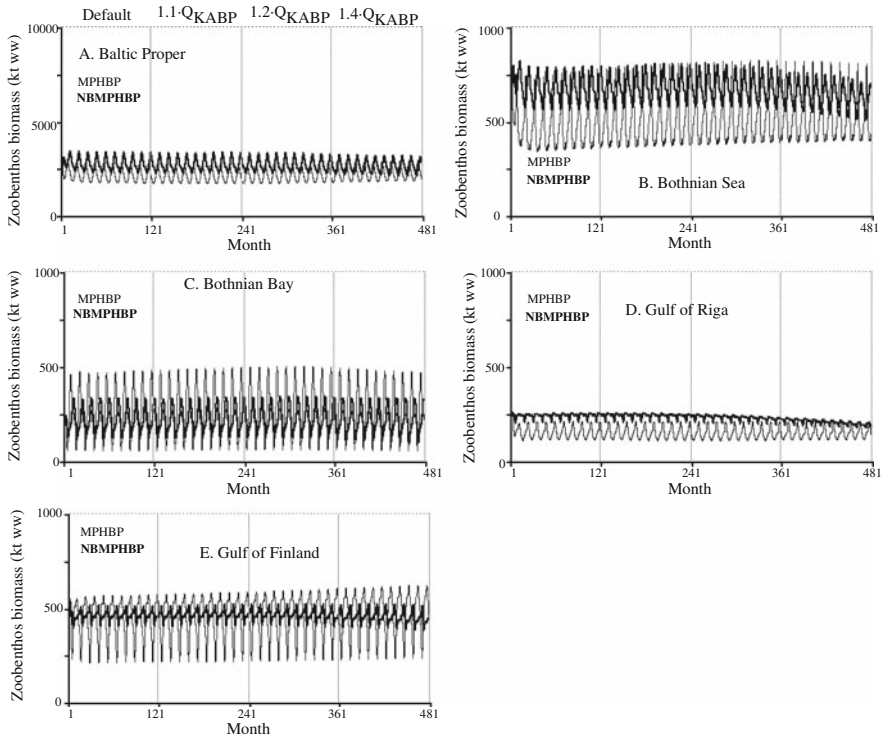 Default 1.1·QKABP 1.2·QKABP 1.4·QKABP
Zoobenthos biomass (kt ww)
10000
5000
0
A. Baltic Proper
MPHBP
NBMPHBP
1 121 241 361 481
Month
Zoobenthos biomass (kt ww)
1000
500
0
MPHBP
NBMPHBP
B. Bothnian Sea
1 121 241 361 481
Month
Zoobenthos biomass (kt ww)
1000
500
0
C. Bothnian Bay
MPHBP
NBMPHBP
1 121 241 361 481
Month
Zoobenthos biomass (kt ww)
1000
500
0
MPHBP
NBMPHBP
D. Gulf of Riga
1 121 241 361 481
Month
Zoobenthos biomass (kt ww)
1000
500
0
MPHBP
NBMPHBP
E. Gulf of Finland
1 121 241 361 481
Month